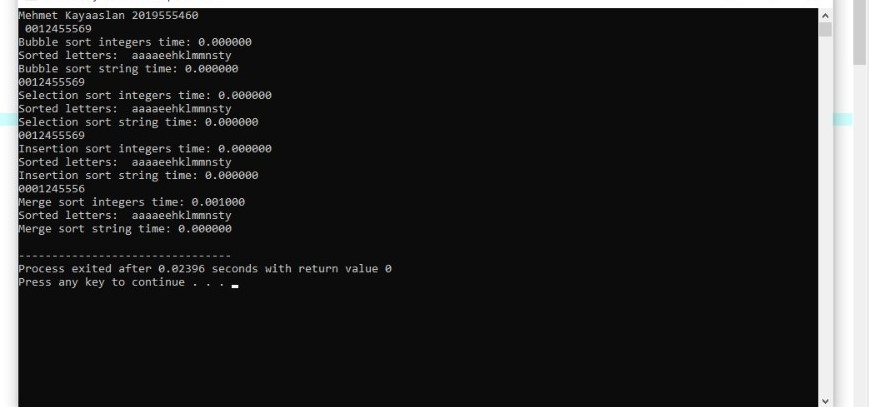 Mehmet Kayaaslan 2019555460
 0012455569
Bubble sort integers time: 0.000000
Sorted letters:  aaaaeehklmmnsty
Bubble sort string time: 0.000000
0012455569
Selection sort integers time: 0.000000
Sorted letters:  aaaaeehklmmnsty
Selection sort string time: 0.000000
0012455569
Insertion sort integers time: 0.000000
Sorted letters:  aaaaeehklmmnsty
Insertion sort string time: 0.000000
0001245556
Merge sort integers time: 0.001000
Sorted letters:  aaaaeehklmmnsty
Merge sort string time: 0.000000
--------------------------------
Process exited after 0.02396 seconds with return value 0
Press any key to continue . . .